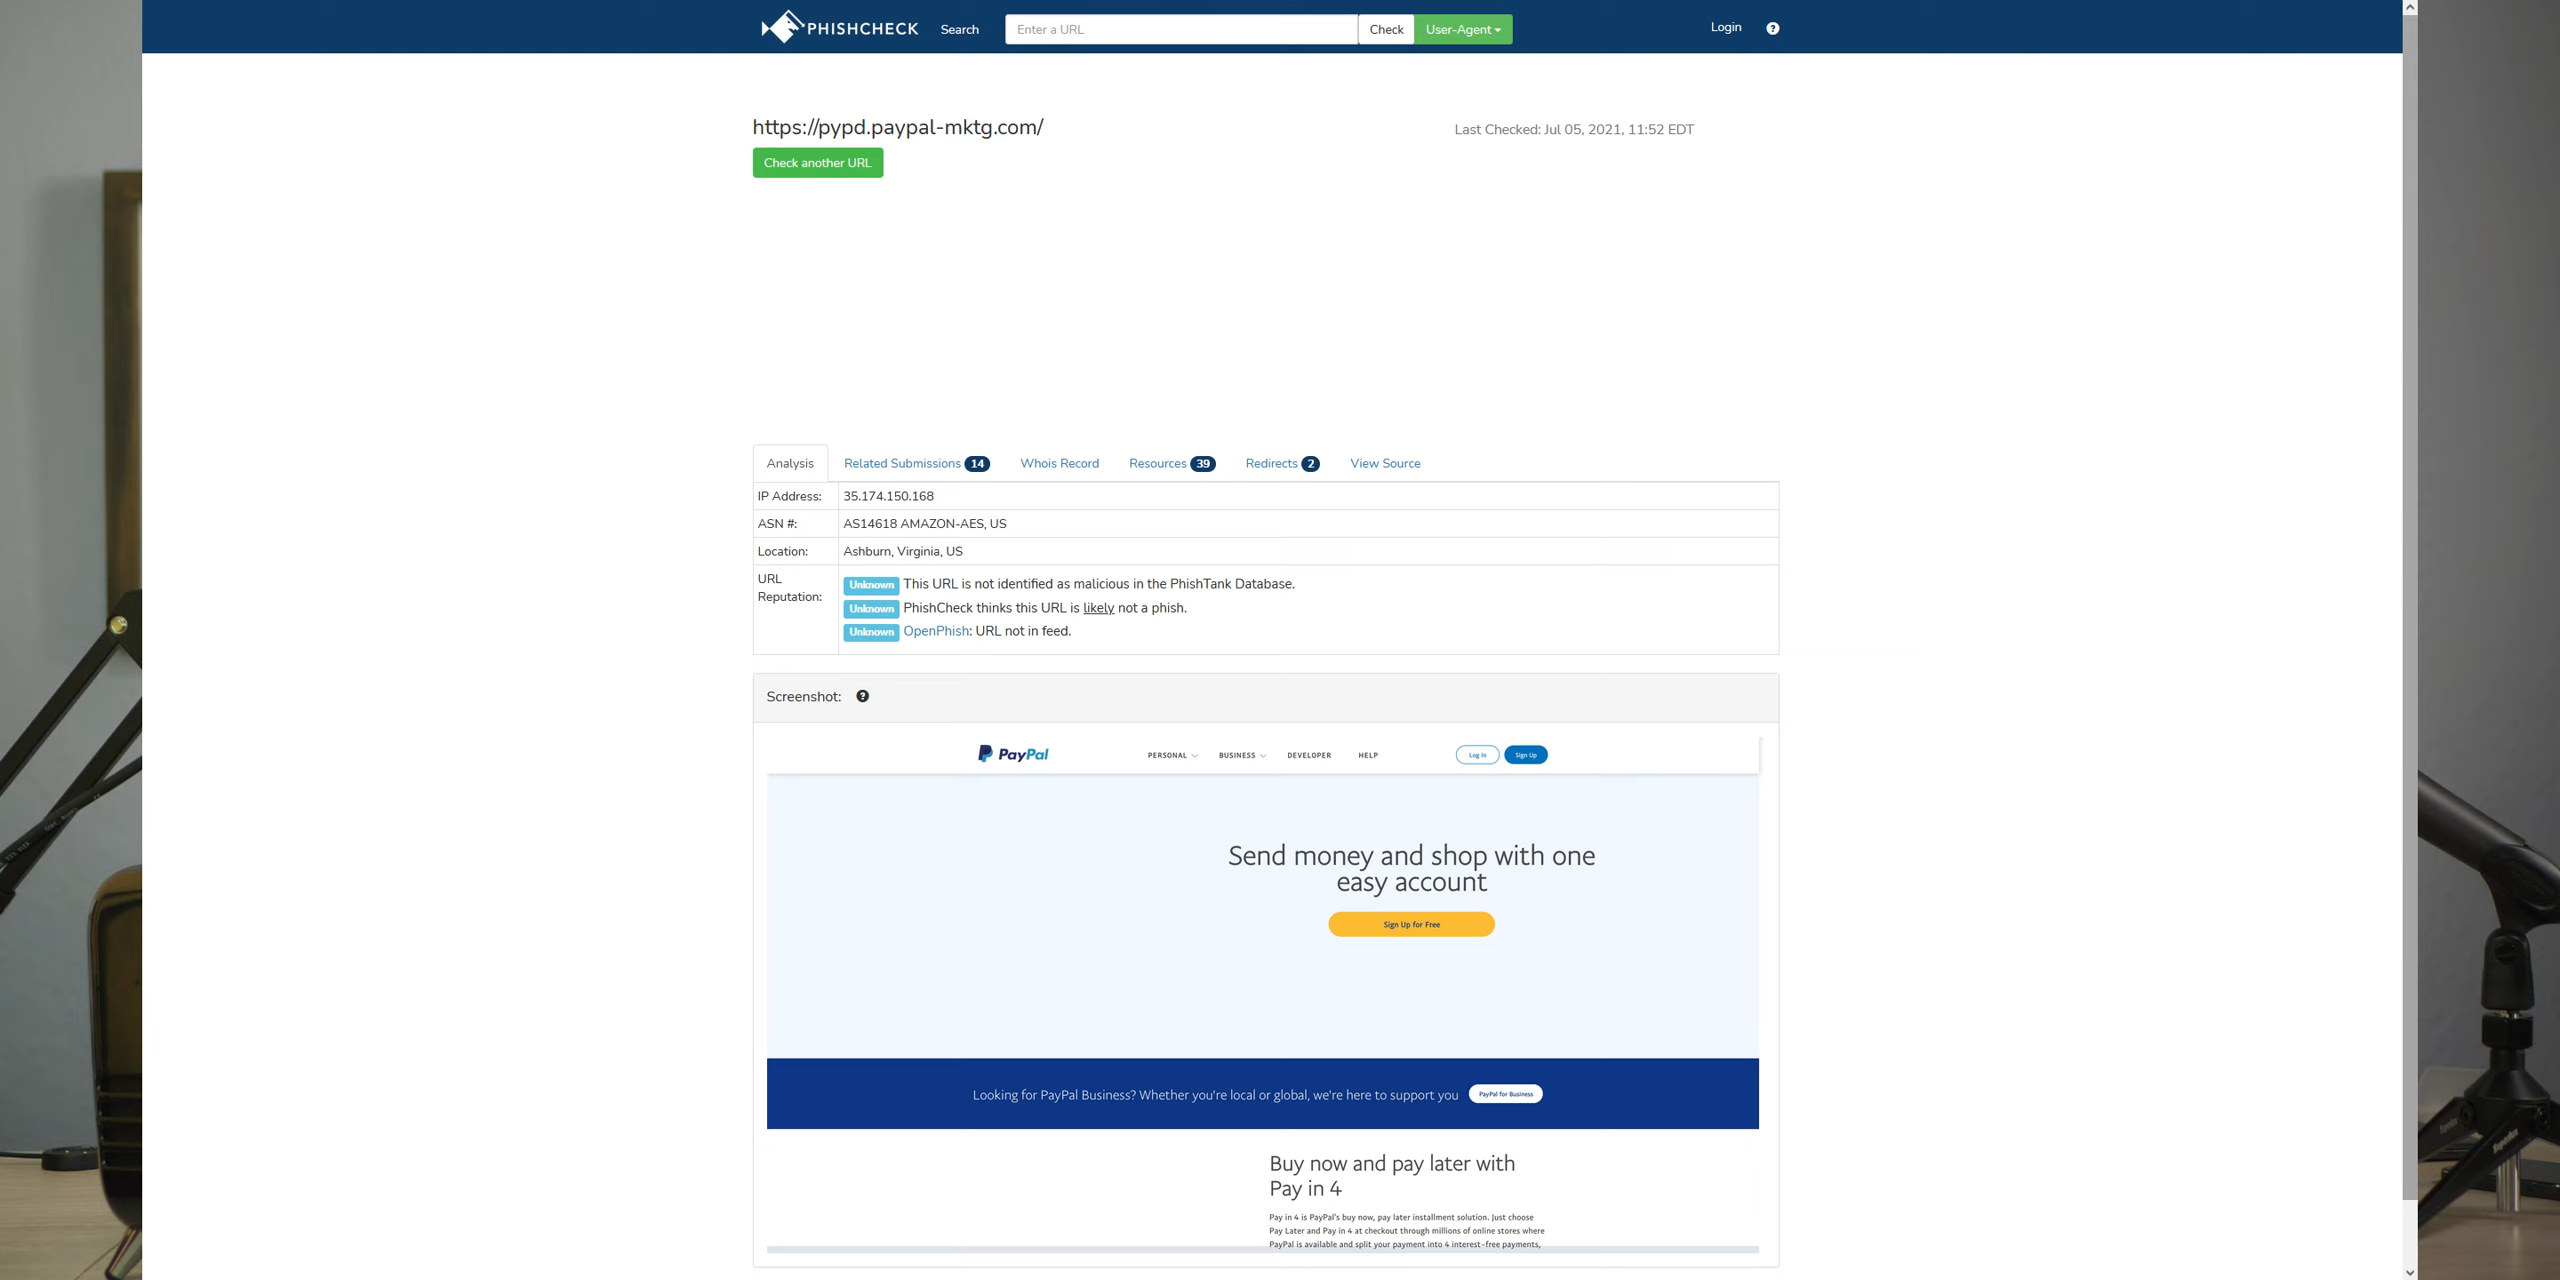 PHISHCHECK Search Enter a URL Check User-Agent Login
https://pypd.paypal-mktg.com/ Last Checked: Jul 05, 2021, 11:52 EDT
Check another URL
Analysis Related Submissions 14 Whois Record Resources 39 Redirects 2 View Source
IP Address: 35.174.150.168
ASN #: AS14618 AMAZON-AES, US
Location: Ashburn, Virginia, US
URL Reputation:
Unknown This URL is not identified as malicious in the PhishTank Database.
Unknown PhishCheck thinks this URL is likely not a phish.
Unknown OpenPhish: URL not in feed.
Screenshot:
PayPal PERSONAL BUSINESS DEVELOPER HELP Log In Sign Up
Send money and shop with one
easy account
Sign Up for Free
Looking for PayPal Business? Whether you're local or global, we're here to support you PayPal for Business
Buy now and pay later with
Pay in 4
Pay in 4 is PayPal's buy now, pay later installment solution. Just choose
Pay Later and Pay in 4 at checkout through millions of online stores where
PayPal is available and split your payment into 4 interest-free payments,